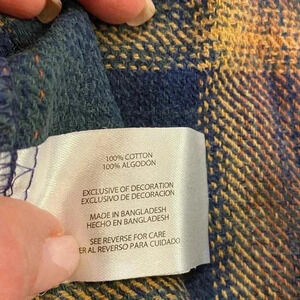 100% COTTON
100% ALGODON
EXCLUSIVE OF DECORATION
EXCLUSIVO DE DECORACION
MADE IN BANGLADESH
HECHO EN BANGLADESH
SEE REVERSE FOR CARE
ER AL REVERSO PARA CUIDADO